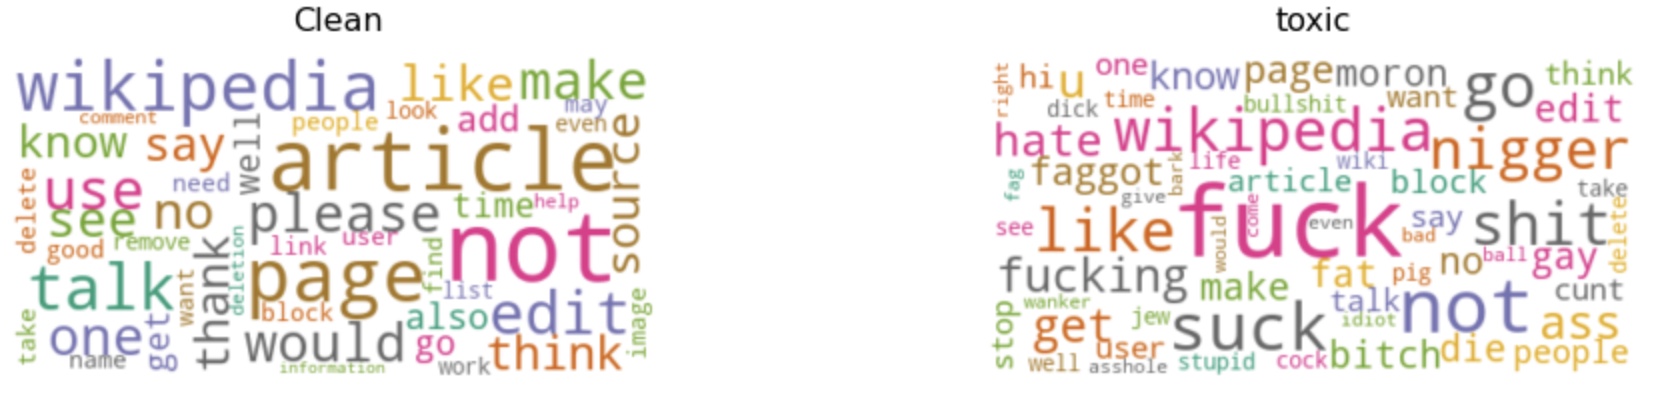 Clean
wikipedia
like
make
comment
look
may
people
add
even
know
say
well
article
source
delete
use
need
see
no
please
time
help
good
remove
link
user
not
talk
want
thank
deletion
page
find
list
block
also
edit
image
take
one
get
name
would
go
think
information
work
toxic
right
hi
u
one
know
page
moron
go
think
dick
time
bullshit
want
edit
hate
wikipedia
nigger
fag
faggot
bark
life
wiki
article
block
take
give
see
like
fuck
come
even
would
say
bad
shit
delete
fucking
make
fat
pig
no
ball
gay
cunt
wanker
talk
not
stop
get
jew
suck
idiot
ass
user
well
asshole
stupid
cock
bitch
die
people